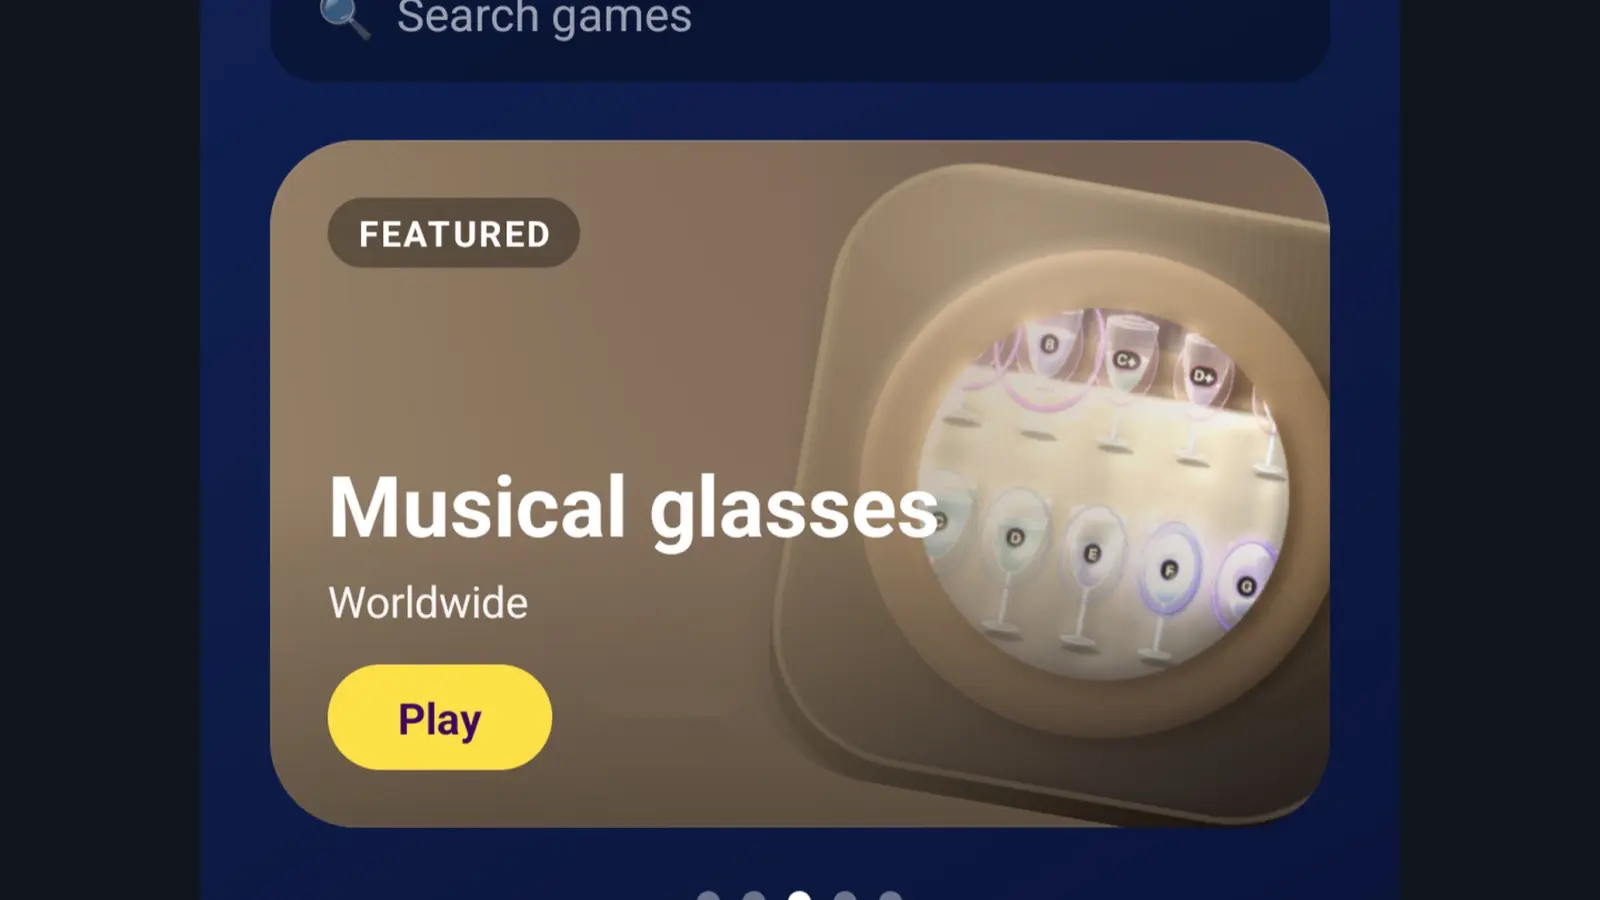 Search games
FEATURED
B
C+
D+
Musical glasses
D
E
F
G
Worldwide
Play